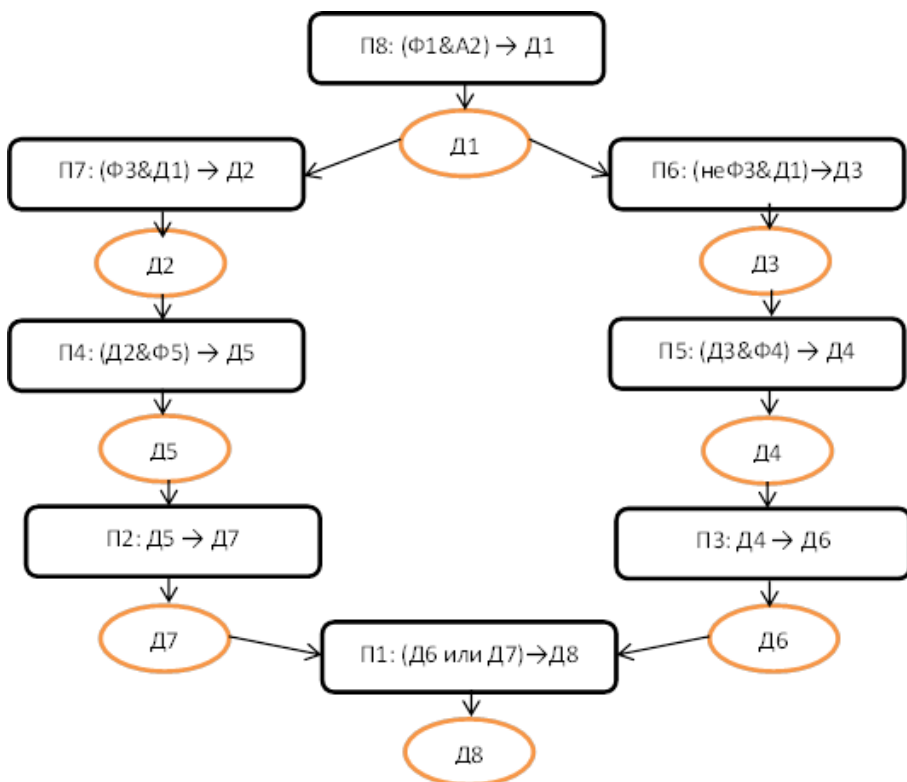 П8: (Ф1&А2) → Д1
Д1
П7: (Ф3&Д1) → Д2
П6: (неФ3&Д1)→Д3
Д2
Д3
П4: (Д2&Ф5) → Д5
П5: (Д3&Ф4) → Д4
Д5
Д4
П2: Д5 → Д7
П3: Д4 → Д6
Д7
П1: (Д6 или Д7)→Д8
Д6
Д8